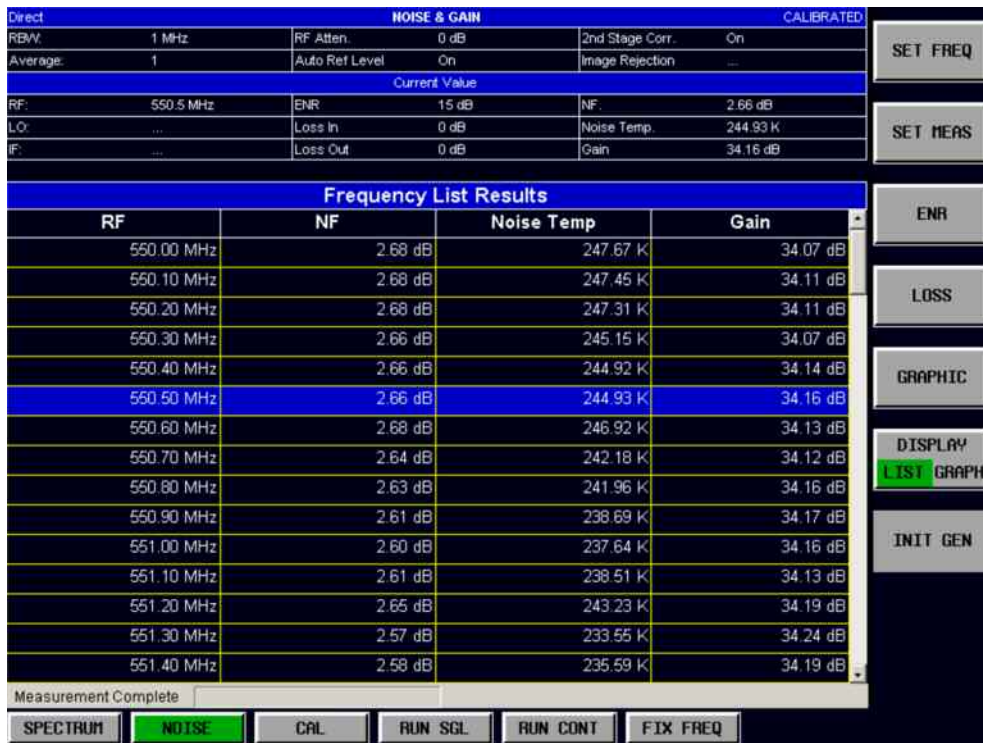 Direct NOISE & GAIN CALIBRATED
RBW: 1 MHz RF Atten. 0 dB 2nd Stage Corr. On
Average: 1 Auto Ref Level On Image Rejection ...
Current Value
RF: 550.5 MHz ENR 15 dB NF. 2.66 dB
LO: ... Loss In 0 dB Noise Temp. 244.93 K
IF: ... Loss Out 0 dB Gain 34.16 dB
Frequency List Results
RF NF Noise Temp Gain
550.00 MHz 2.68 dB 247.67 K 34.07 dB
550.10 MHz 2.68 dB 247.45 K 34.11 dB
550.20 MHz 2.68 dB 247.31 K 34.11 dB
550.30 MHz 2.66 dB 245.15 K 34.07 dB
550.40 MHz 2.66 dB 244.92 K 34.14 dB
550.50 MHz 2.66 dB 244.93 K 34.16 dB
550.60 MHz 2.68 dB 246.92 K 34.13 dB
550.70 MHz 2.64 dB 242.18 K 34.12 dB
550.80 MHz 2.63 dB 241.96 K 34.16 dB
550.90 MHz 2.61 dB 238.69 K 34.17 dB
551.00 MHz 2.60 dB 237.64 K 34.16 dB
551.10 MHz 2.61 dB 238.51 K 34.13 dB
551.20 MHz 2.65 dB 243.23 K 34.19 dB
551.30 MHz 2.57 dB 233.55 K 34.24 dB
551.40 MHz 2.58 dB 235.59 K 34.19 dB
Measurement Complete
SPECTRUM NOISE CAL RUN SGL RUN CONT FIX FREQ
SET FREQ
SET MEAS
ENR
LOSS
GRAPHIC
DISPLAY
LIST GRAPH
INIT GEN